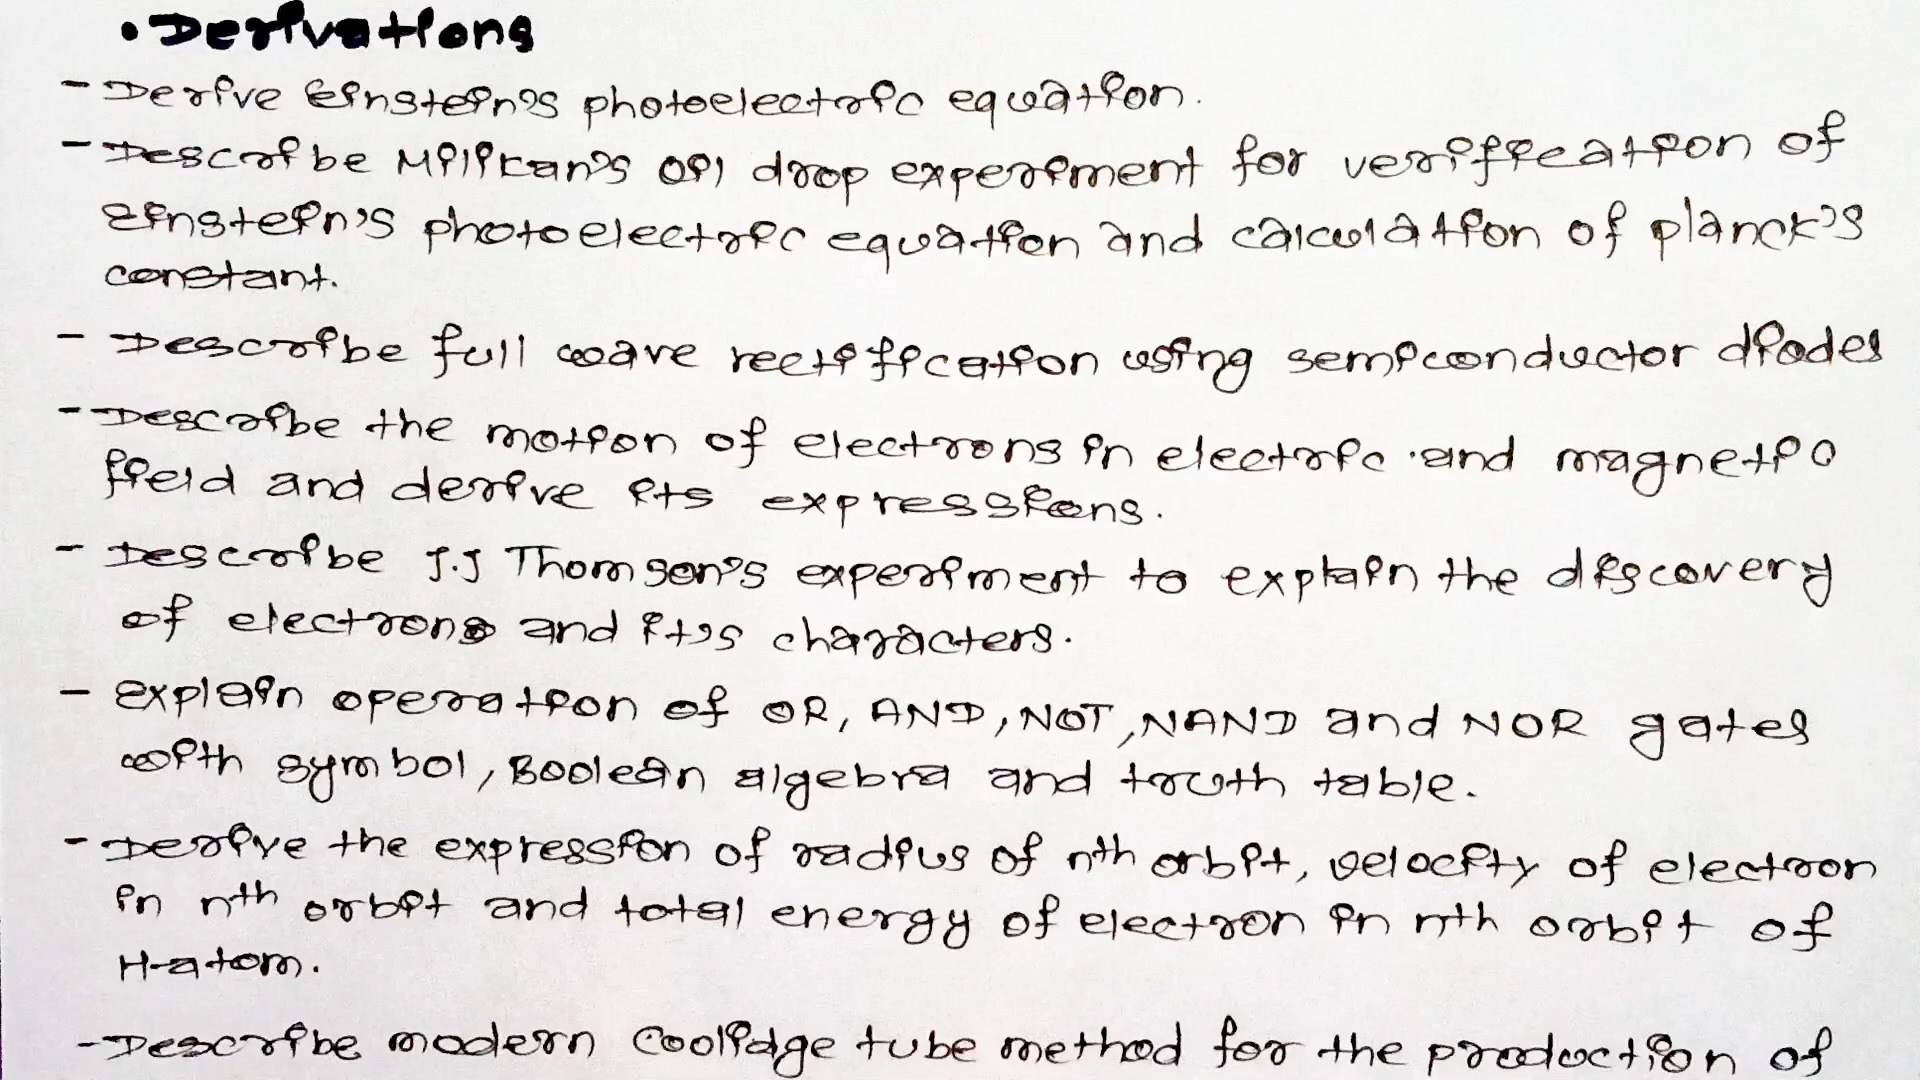 • Derivations
- Derive Einstein's photoelectric equation.
- Describe Milikan's oil drop experiment for verification of
Einstein's photoelectric equation and calculation of planck's
constant.
- Describe full wave rectification using semiconductor diodes
- Describe the motion of electrons in electric and magnetic
field and derive its expressions.
- Describe J.J Thomson's experiment to explain the discovery
of electrons and it's characters.
- explain operation of OR, AND, NOT, NAND and NOR gates
with symbol, Boolean algebra and truth table.
- Derive the expression of radius of nth orbit, velocity of electron
in nth orbit and total energy of electron in nth orbit of
H-atom.
- Describe modern Coolidge tube method for the production of